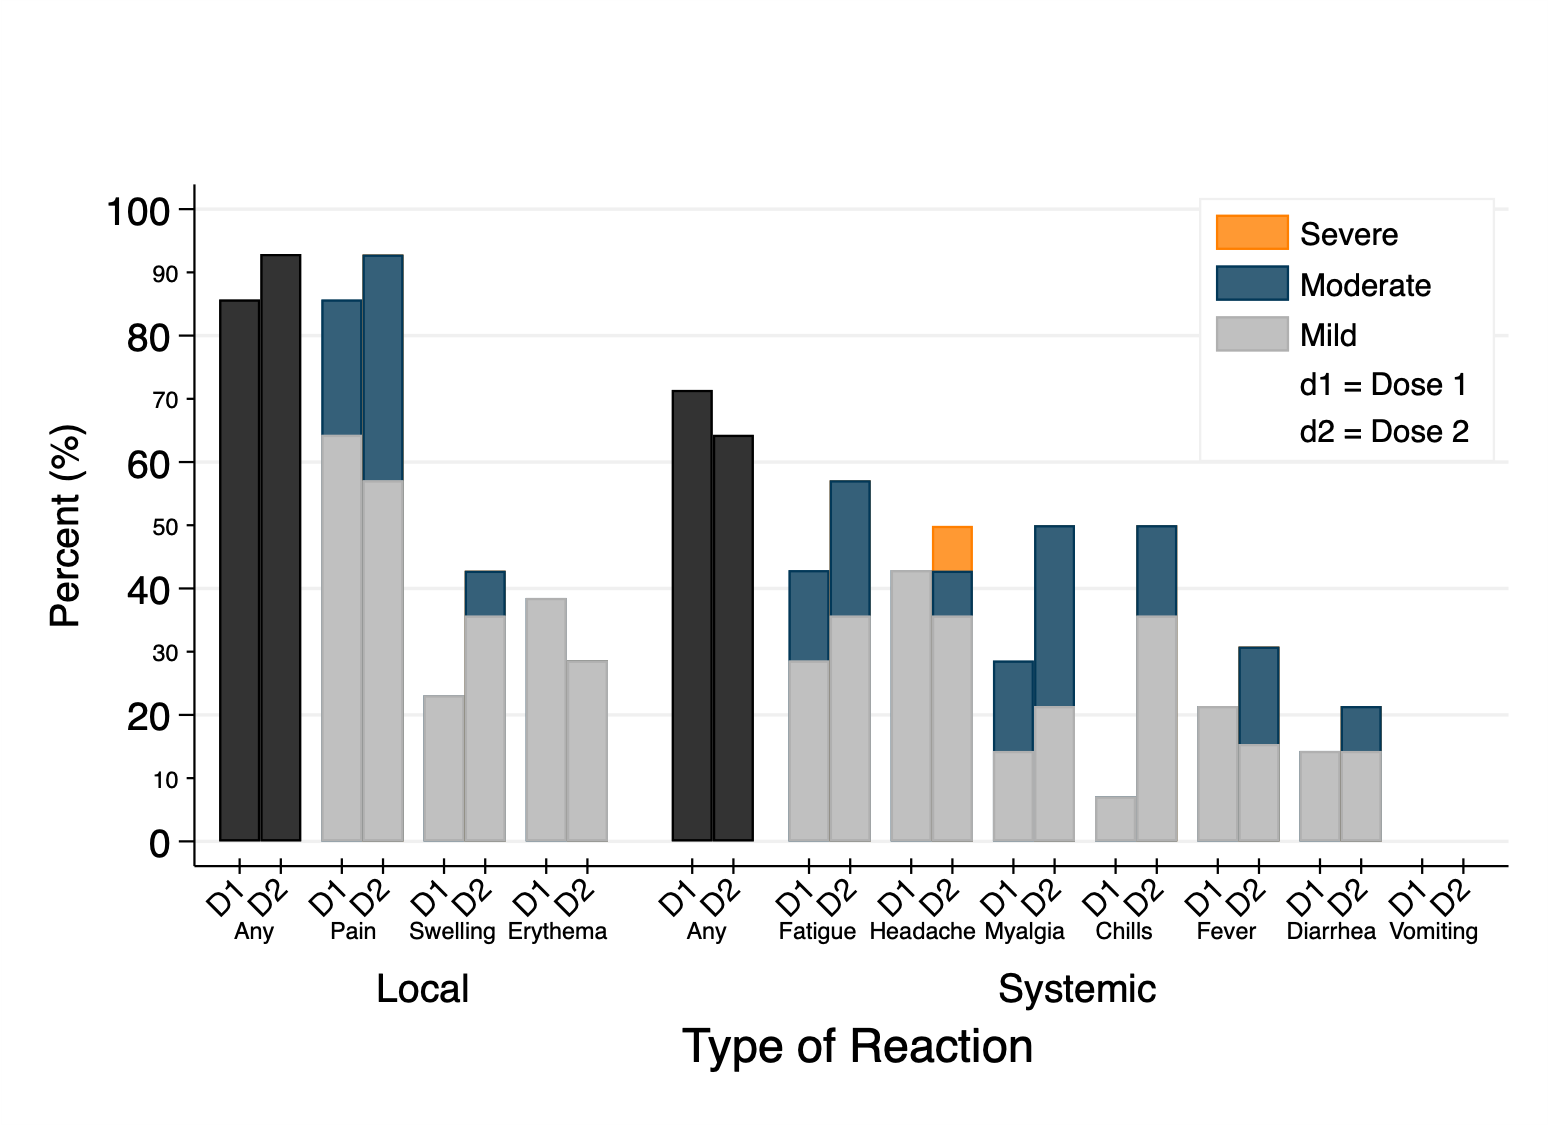 100
90
80
70
60
50
40
30
20
10
0
Percent (%)
Severe
Moderate
Mild
d1 = Dose 1
d2 = Dose 2
D1 D2 D1 D2 D1 D2 D1 D2 D1 D2 D1 D2 D1 D2 D1 D2 D1 D2 D1 D2 D1 D2 D1 D2
Any Pain Swelling Erythema Any Fatigue Headache Myalgia Chills Fever Diarrhea Vomiting
Local Systemic
Type of Reaction